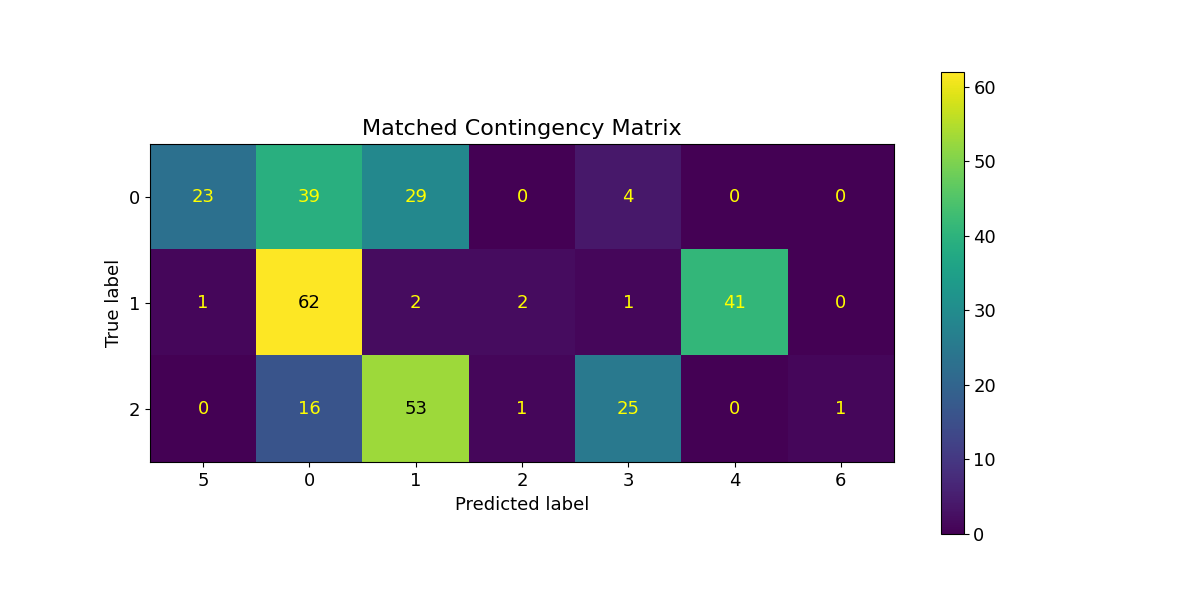 Matched Contingency Matrix
True label
0 23 39 29 0 4 0 0
1 1 62 2 2 1 41 0
2 0 16 53 1 25 0 1
5 0 1 2 3 4 6
Predicted label
60
50
40
30
20
10
0